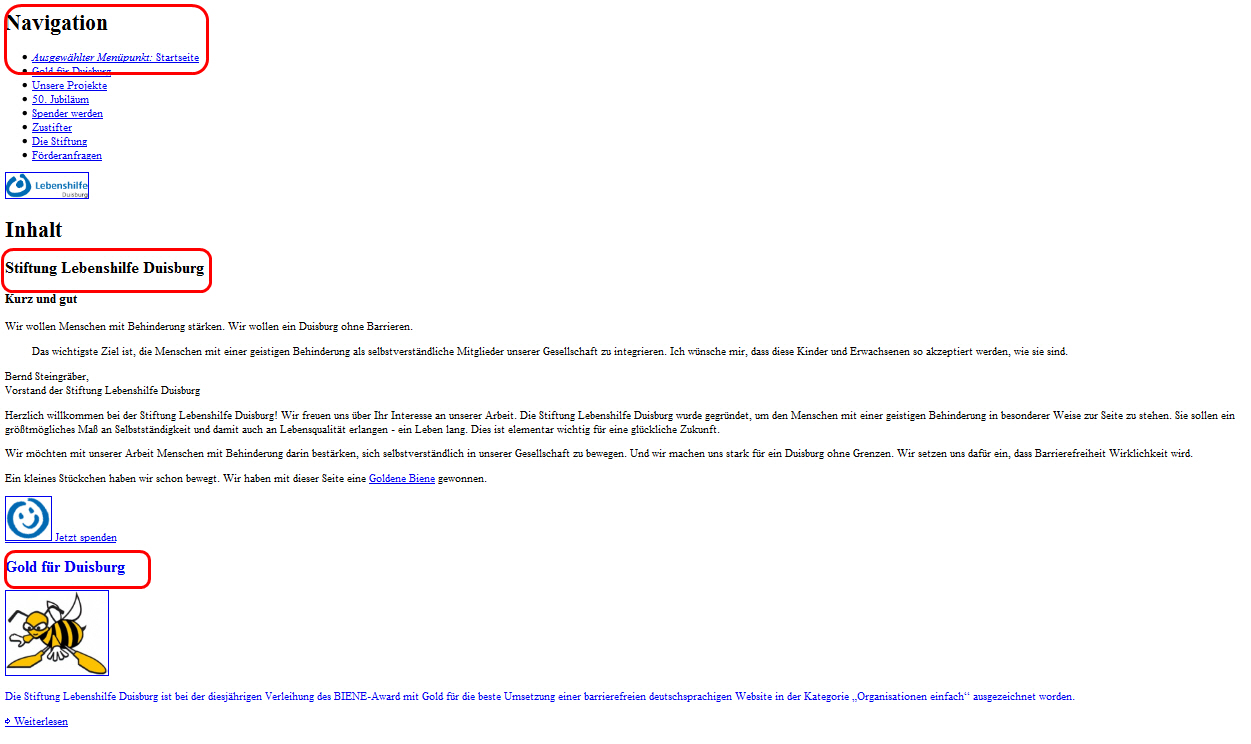 Navigation
Ausgewählter Menüpunkt: Startseite
Gold für Duisburg
Unsere Projekte
50. Jubiläum
Spender werden
Zustifter
Die Stiftung
Förderanfragen
Lebenshilfe
Duisburg
Inhalt
Stiftung Lebenshilfe Duisburg
Kurz und gut
Wir wollen Menschen mit Behinderung stärken. Wir wollen ein Duisburg ohne Barrieren.
Das wichtigste Ziel ist, die Menschen mit einer geistigen Behinderung als selbstverständliche Mitglieder unserer Gesellschaft zu integrieren. Ich wünsche mir, dass diese Kinder und Erwachsenen so akzeptiert werden, wie sie sind.
Bernd Steingräber,
Vorstand der Stiftung Lebenshilfe Duisburg
Herzlich willkommen bei der Stiftung Lebenshilfe Duisburg! Wir freuen uns über Ihr Interesse an unserer Arbeit. Die Stiftung Lebenshilfe Duisburg wurde gegründet, um den Menschen mit einer geistigen Behinderung in besonderer Weise zur Seite zu stehen. Sie sollen ein
größtmögliches Maß an Selbstständigkeit und damit auch an Lebensqualität erlangen - ein Leben lang. Dies ist elementar wichtig für eine glückliche Zukunft.
Wir möchten mit unserer Arbeit Menschen mit Behinderung darin bestärken, sich selbstverständlich in unserer Gesellschaft zu bewegen. Und wir machen uns stark für ein Duisburg ohne Grenzen. Wir setzen uns dafür ein, dass Barrierefreiheit Wirklichkeit wird.
Ein kleines Stückchen haben wir schon bewegt. Wir haben mit dieser Seite eine Goldene Biene gewonnen.
Jetzt spenden
Gold für Duisburg
Die Stiftung Lebenshilfe Duisburg ist bei der diesjährigen Verleihung des BIENE-Award mit Gold für die beste Umsetzung einer barrierefreien deutschsprachigen Website in der Kategorie „Organisationen einfach“ ausgezeichnet worden.
Weiterlesen